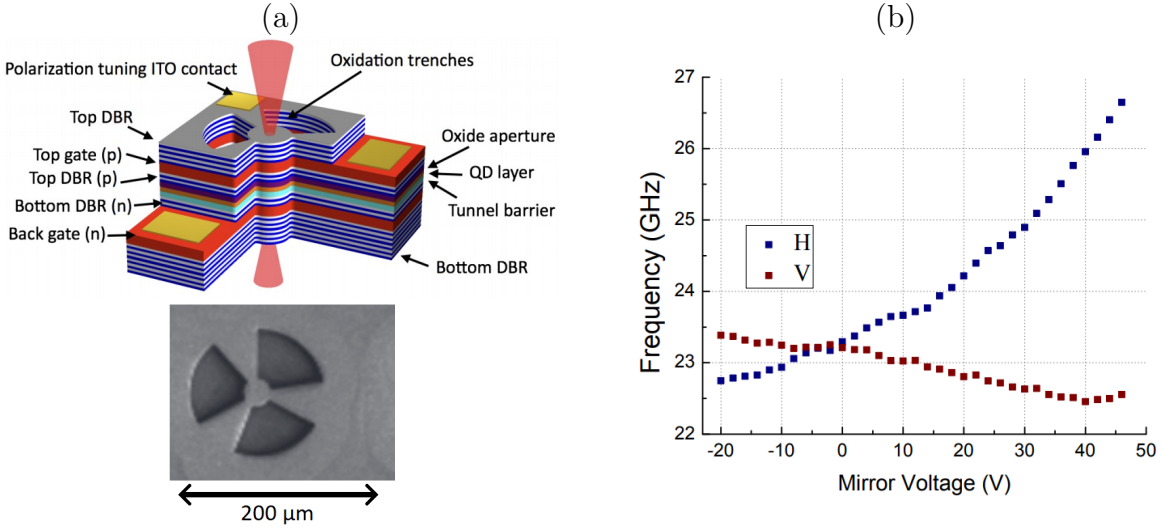 (a)
Polarization tuning ITO contact
Oxidation trenches
Top DBR
Oxide aperture
Top gate (p)
QD layer
Top DBR (p)
Tunnel barrier
Bottom DBR (n)
Back gate (n)
Bottom DBR
200 μm
(b)
27
26
25
24
23
22
Frequency (GHz)
H
V
-20 -10 0 10 20 30 40 50
Mirror Voltage (V)